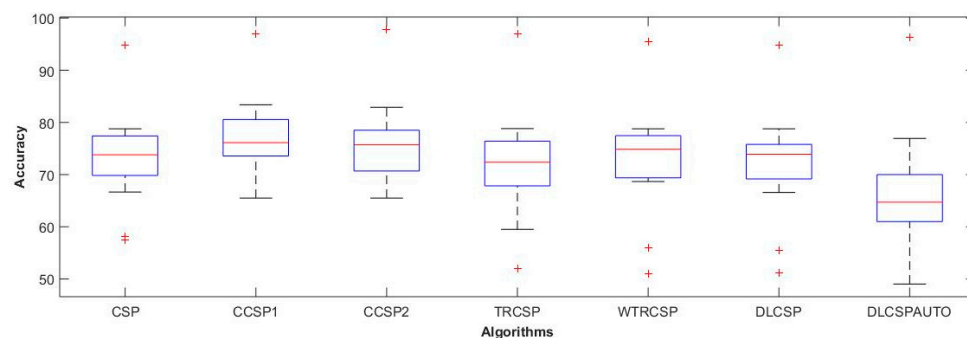 100
90
80
70
60
50
Accuracy
CSP CCSP1 CCSP2 TRCSP WTRCSP DLCSP DLCSPAUTO
Algorithms